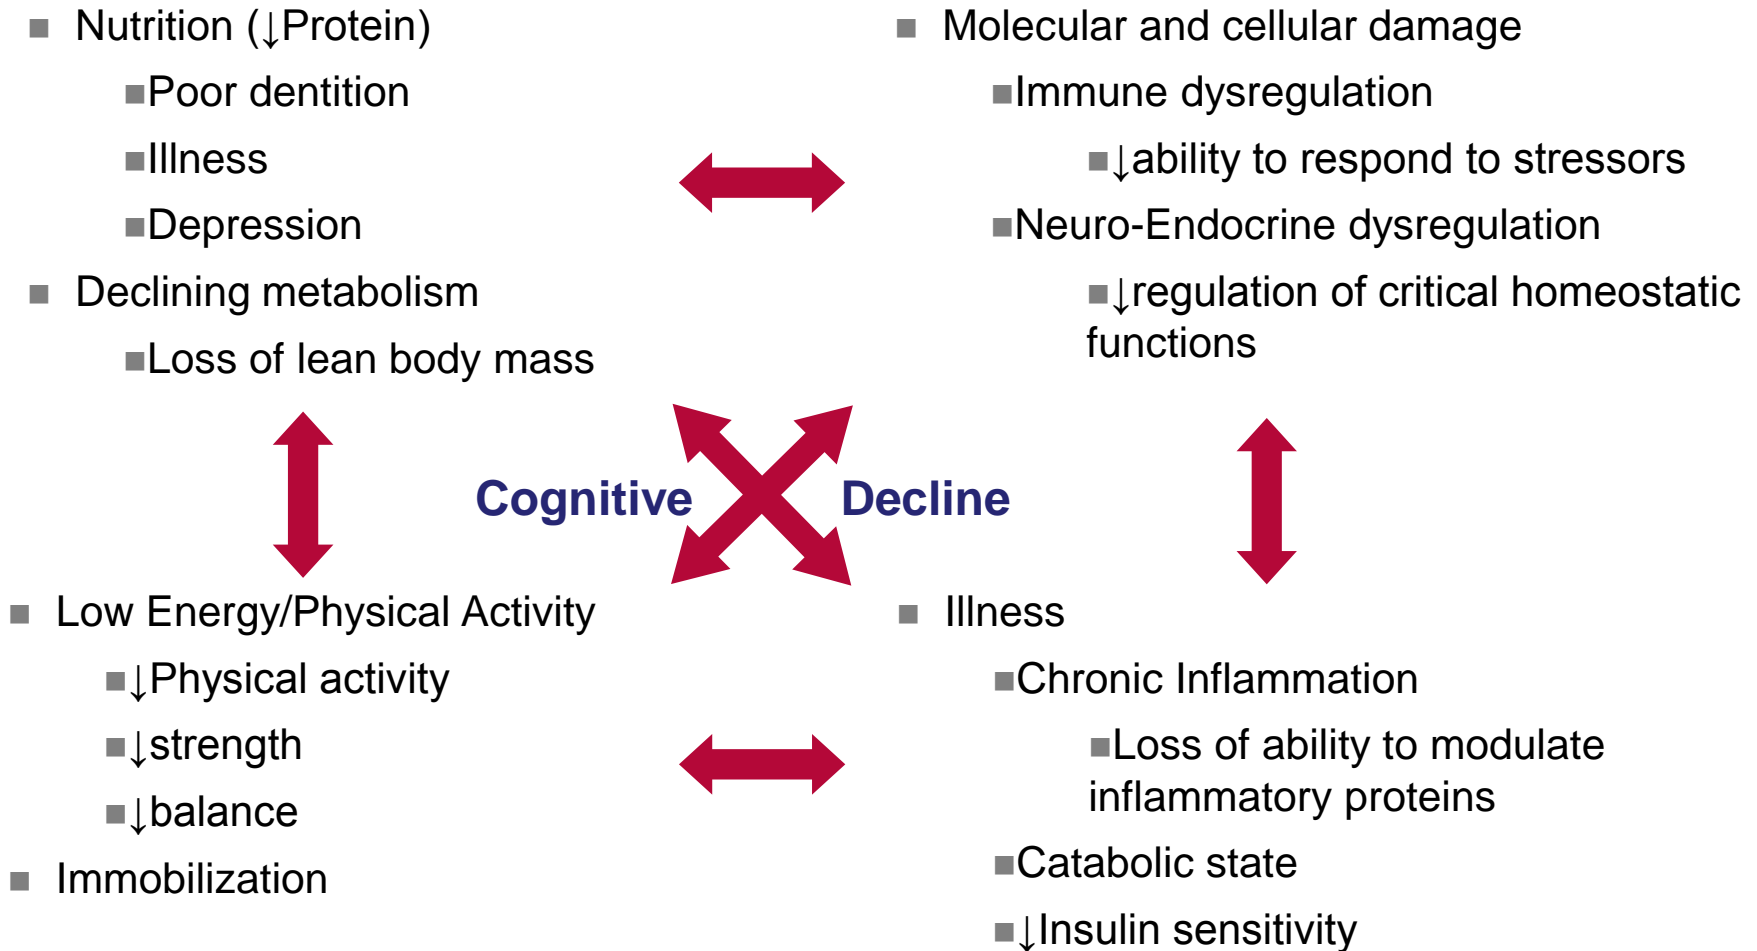 Nutrition (↓Protein)
Poor dentition
Illness
Depression
Declining metabolism
Loss of lean body mass
Molecular and cellular damage
Immune dysregulation
↓ability to respond to stressors
Neuro-Endocrine dysregulation
↓regulation of critical homeostatic
functions
Cognitive Decline
Low Energy/Physical Activity
↓Physical activity
↓strength
↓balance
Immobilization
Illness
Chronic Inflammation
Loss of ability to modulate
inflammatory proteins
Catabolic state
↓Insulin sensitivity